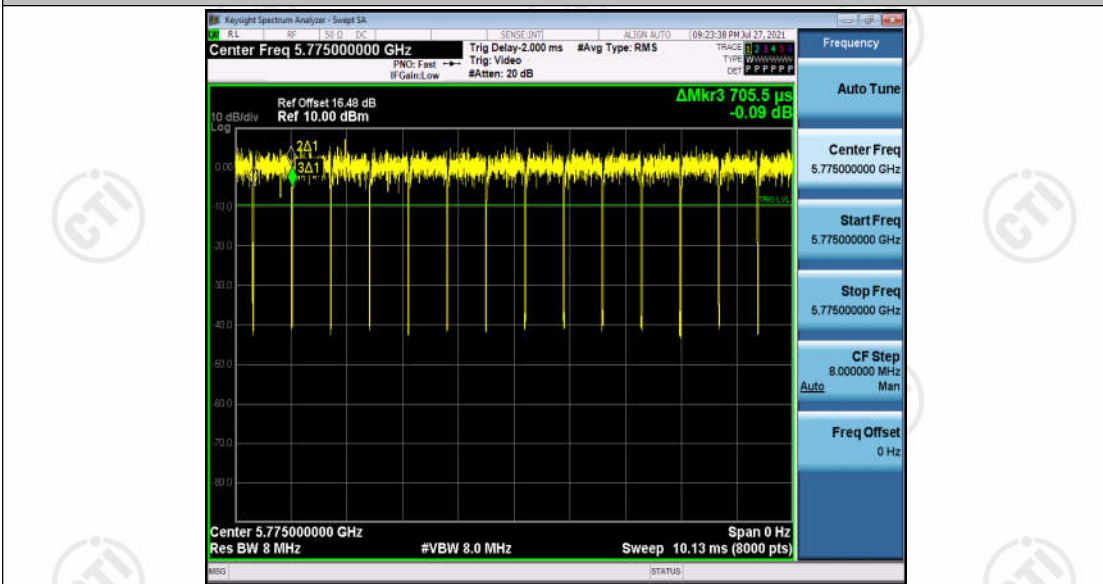 Keysight Spectrum Analyzer - Swept SA
RL RF 50 Ω DC SENSE:INT ALIGN AUTO 09:23:38 PM Jul 27, 2021
Center Freq 5.775000000 GHz
PNO: Fast
IFGain:Low
Trig Delay-2.000 ms
Trig: Video
#Atten: 20 dB
#Avg Type: RMS
TRACE 1 2 3 4 5 6
TYPE WWWWWW
DET P P P P P P
ΔMkr3 705.5 µs
-0.09 dB
Ref Offset 16.48 dB
10 dB/div Ref 10.00 dBm
Log
2Δ1
3Δ1
0.00
TRIG LVL
-10.0
-20.0
-30.0
-40.0
-50.0
-60.0
-70.0
-80.0
Center 5.775000000 GHz Span 0 Hz
Res BW 8 MHz #VBW 8.0 MHz Sweep 10.13 ms (8000 pts)
MSG STATUS
Frequency
Auto Tune
Center Freq
5.775000000 GHz
Start Freq
5.775000000 GHz
Stop Freq
5.775000000 GHz
CF Step
8.000000 MHz
Auto Man
Freq Offset
0 Hz
CTI
CTI